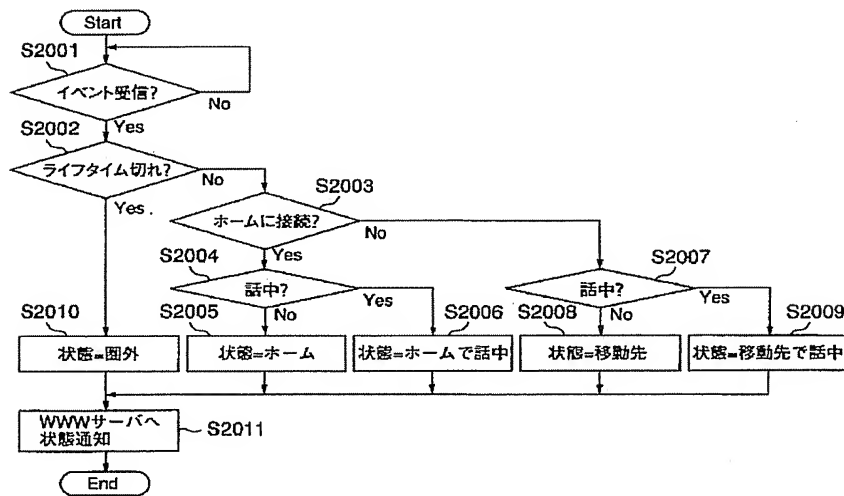 Start
S2001
イベント受信?
No
Yes
S2002
ライフタイム切れ?
No
Yes.
S2003
ホームに接続?
No
Yes
S2004
話中?
Yes
No
S2007
話中?
Yes
No
S2010
状態=圏外
S2005
状態=ホーム
S2006
状態=ホームで話中
S2008
状態=移動先
S2009
状態=移動先で話中
WWWサーバへ
状態通知
S2011
End